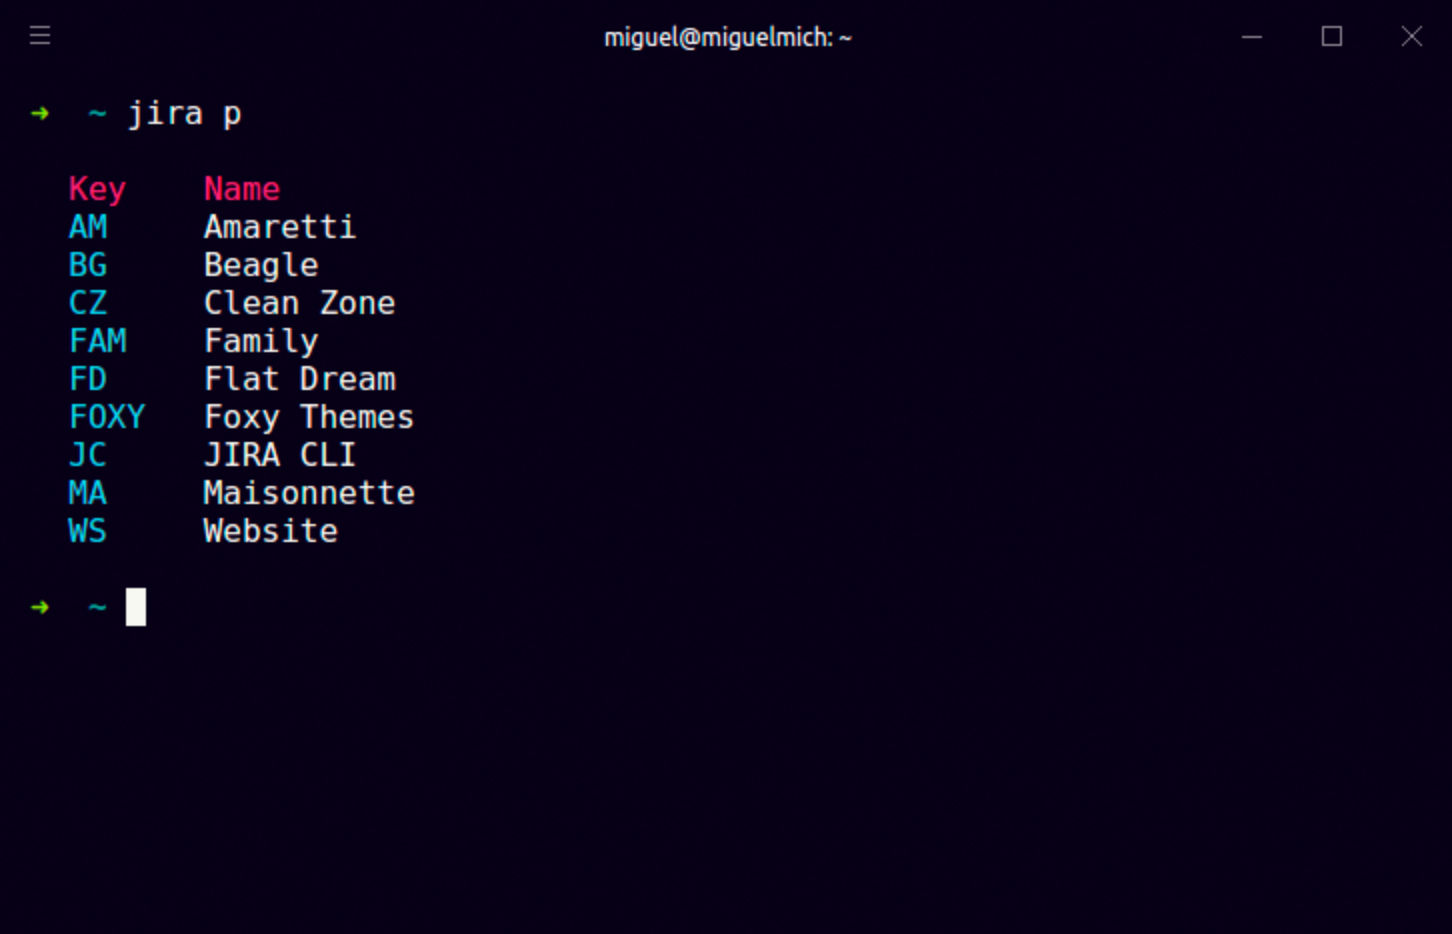 miguel@miguelmich: ~
➜ ~ jira p
Key Name
AM Amaretti
BG Beagle
CZ Clean Zone
FAM Family
FD Flat Dream
FOXY Foxy Themes
JC JIRA CLI
MA Maisonnette
WS Website
➜ ~